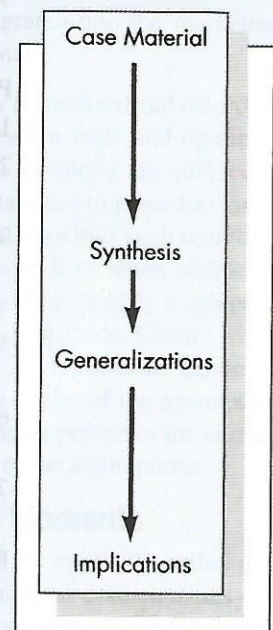 Case Material
Synthesis
Generalizations
Implications